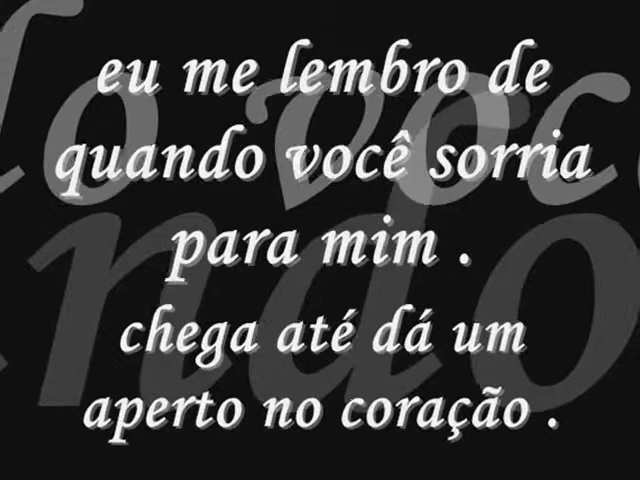 eu me lembro de
quando você sorria
para mim .
chega até dá um
aperto no coração .